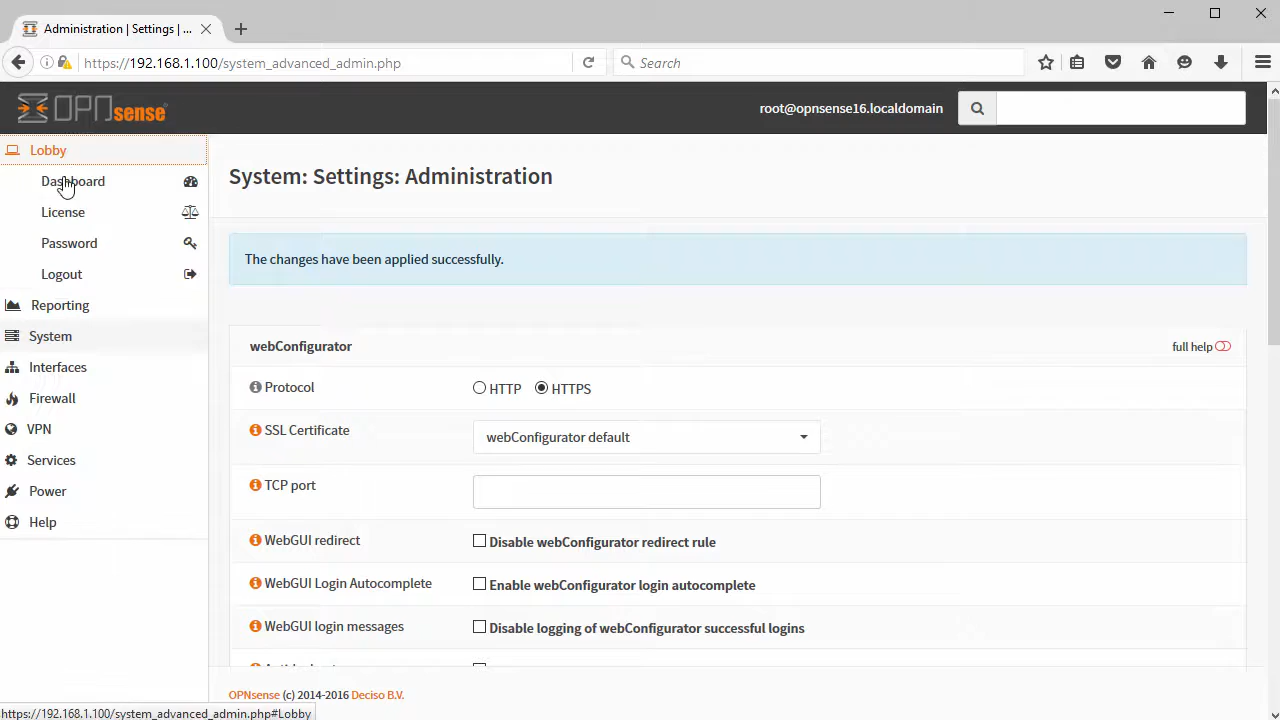 Administration | Settings | ...
https://192.168.1.100/system_advanced_admin.php
Search
OPNsense
root@opnsense16.localdomain
Lobby
Dashboard
License
Password
Logout
Reporting
System
Interfaces
Firewall
VPN
Services
Power
Help
System: Settings: Administration
The changes have been applied successfully.
webConfigurator
full help
Protocol
HTTP
HTTPS
SSL Certificate
webConfigurator default
TCP port
WebGUI redirect
Disable webConfigurator redirect rule
WebGUI Login Autocomplete
Enable webConfigurator login autocomplete
WebGUI login messages
Disable logging of webConfigurator successful logins
OPNsense (c) 2014-2016 Deciso B.V.
https://192.168.1.100/system_advanced_admin.php#Lobby